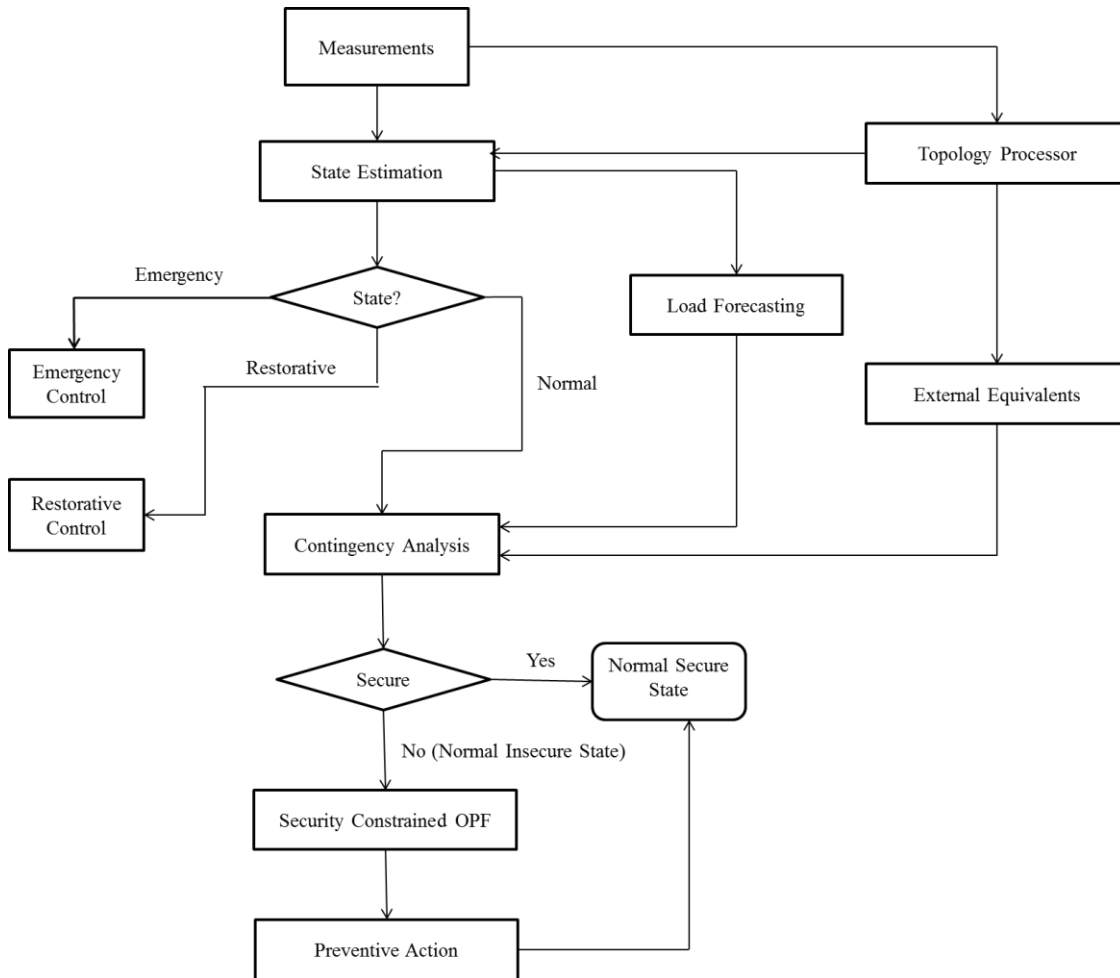 Measurements
Topology Processor
State Estimation
Emergency
State?
Load Forecasting
Emergency
Control
Restorative
Normal
External Equivalents
Restorative
Control
Contingency Analysis
Secure
Yes
Normal Secure
State
No (Normal Insecure State)
Security Constrained OPF
Preventive Action